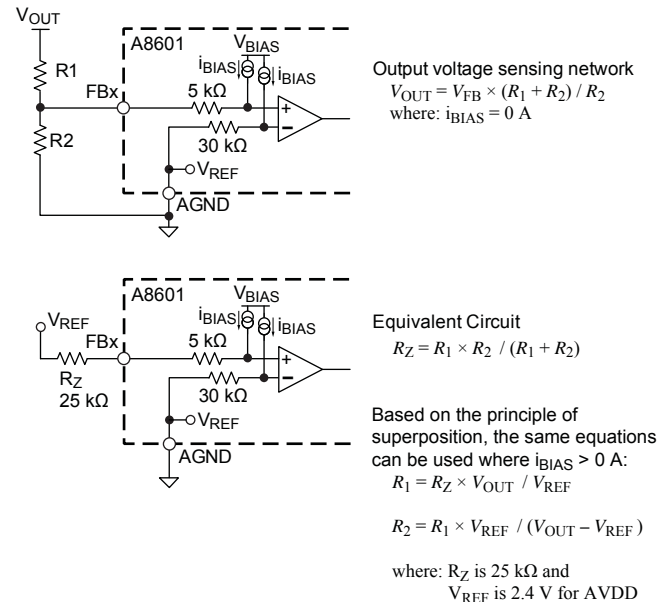 VOUT
A8601
VBIAS
R1
iBIAS
iBIAS
FBx
5 kΩ
+
–
R2
30 kΩ
VREF
AGND
Output voltage sensing network
VOUT = VFB × (R1 + R2) / R2
where: iBIAS = 0 A
A8601
VBIAS
VREF
iBIAS
iBIAS
FBx
5 kΩ
+
–
RZ
25 kΩ
30 kΩ
VREF
AGND
Equivalent Circuit
RZ = R1 × R2 / (R1 + R2)
Based on the principle of
superposition, the same equations
can be used where iBIAS > 0 A:
R1 = RZ × VOUT / VREF
R2 = R1 × VREF / (VOUT – VREF )
where: RZ is 25 kΩ and
VREF is 2.4 V for AVDD